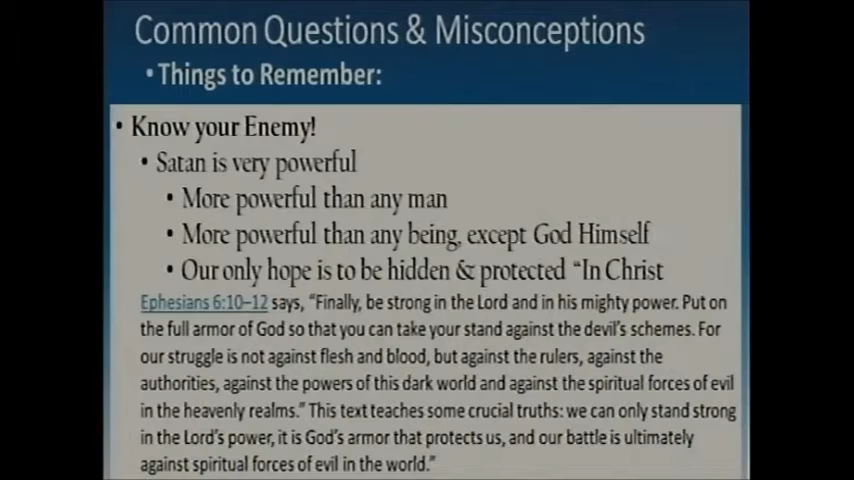 Common Questions & Misconceptions
• Things to Remember:
• Know your Enemy!
• Satan is very powerful
• More powerful than any man
• More powerful than any being, except God Himself
• Our only hope is to be hidden & protected “In Christ
Ephesians 6:10–12 says, “Finally, be strong in the Lord and in his mighty power. Put on
the full armor of God so that you can take your stand against the devil’s schemes. For
our struggle is not against flesh and blood, but against the rulers, against the
authorities, against the powers of this dark world and against the spiritual forces of evil
in the heavenly realms.” This text teaches some crucial truths: we can only stand strong
in the Lord’s power, it is God’s armor that protects us, and our battle is ultimately
against spiritual forces of evil in the world.”